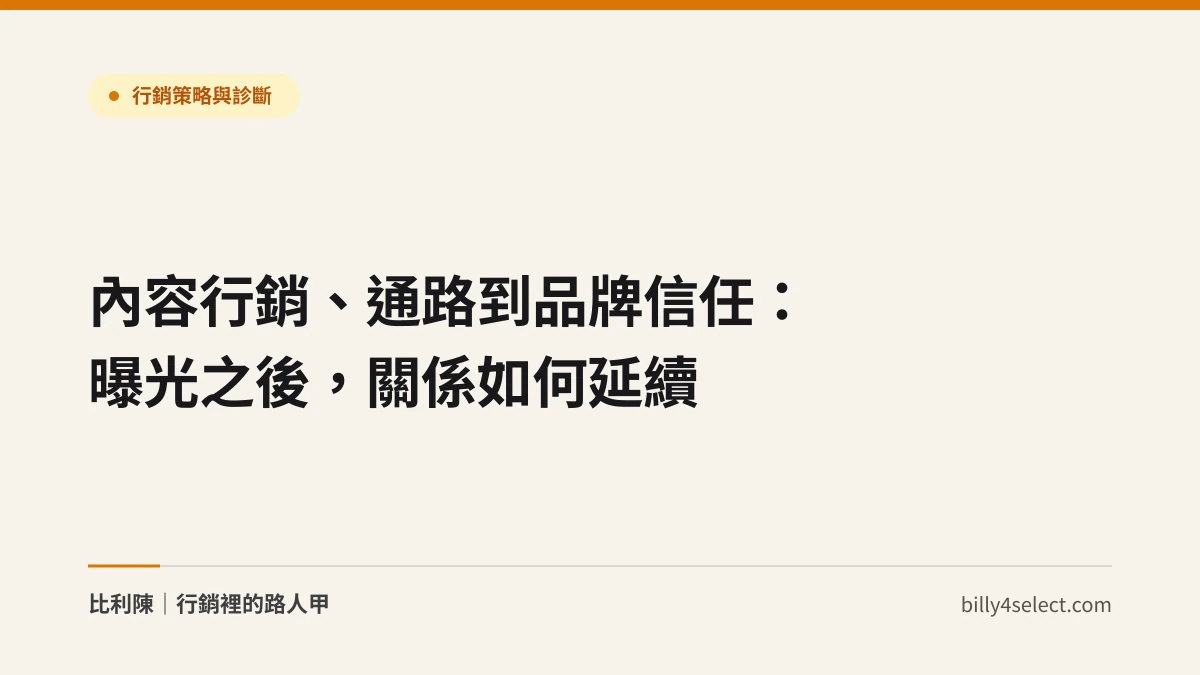 行銷策略與診斷
內容行銷、通路到品牌信任：
曝光之後，關係如何延續
比利陳｜行銷裡的路人甲
billy4select.com